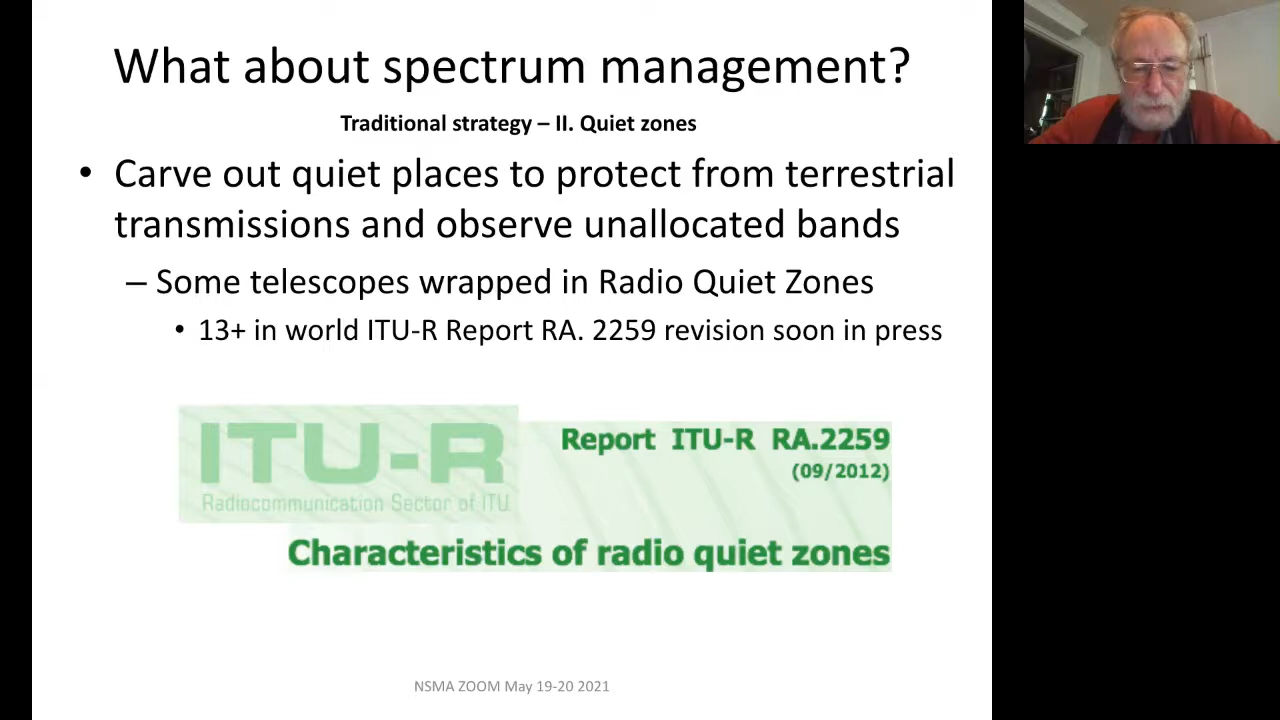 What about spectrum management?
Traditional strategy – II. Quiet zones
• Carve out quiet places to protect from terrestrial
transmissions and observe unallocated bands
– Some telescopes wrapped in Radio Quiet Zones
• 13+ in world ITU-R Report RA. 2259 revision soon in press
ITU-R
Radiocommunication Sector of ITU
Report ITU-R RA.2259
(09/2012)
Characteristics of radio quiet zones
NSMA ZOOM May 19-20 2021